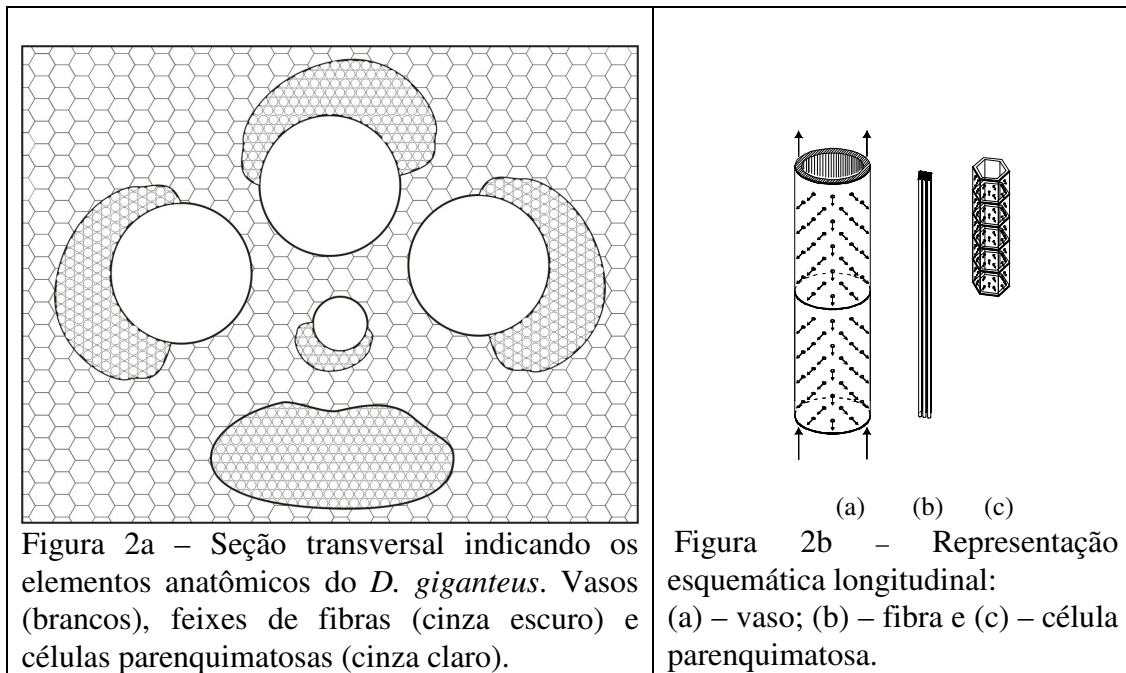 Figura 2a – Seção transversal indicando os
elementos anatômicos do D. giganteus. Vasos
(brancos), feixes de fibras (cinza escuro) e
células parenquimatosas (cinza claro).
(a) (b) (c)
Figura 2b – Representação
esquemática longitudinal:
(a) – vaso; (b) – fibra e (c) – célula
parenquimatosa.